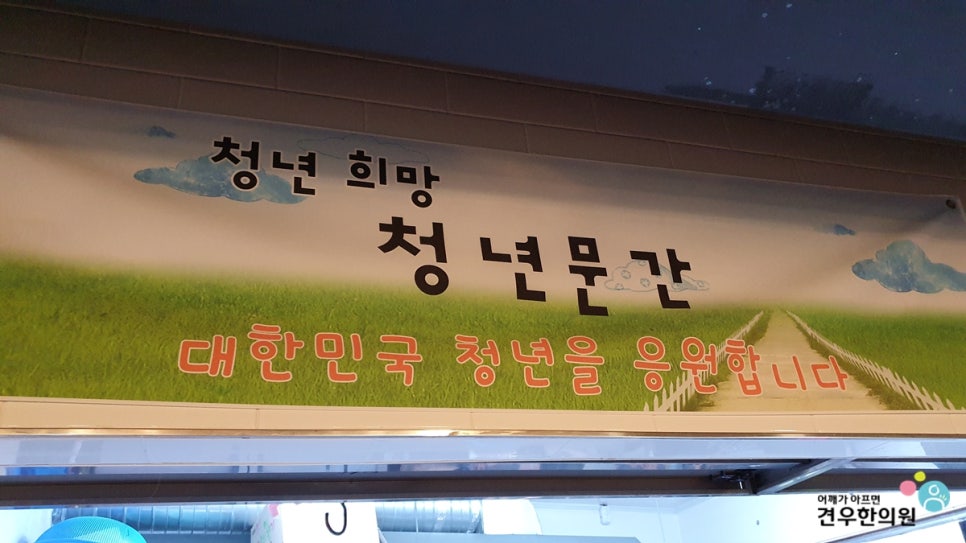 청년 희망
청년문간
대한민국 청년을 응원합니다
어깨가 아프면
견우한의원